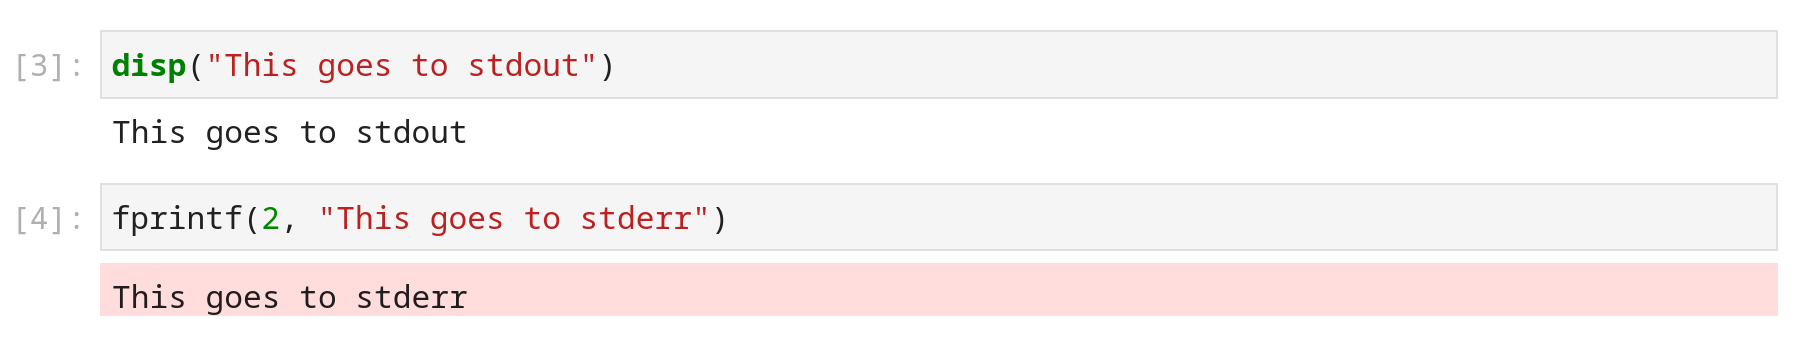 [3]: disp("This goes to stdout")
This goes to stdout
[4]: fprintf(2, "This goes to stderr")
This goes to stderr